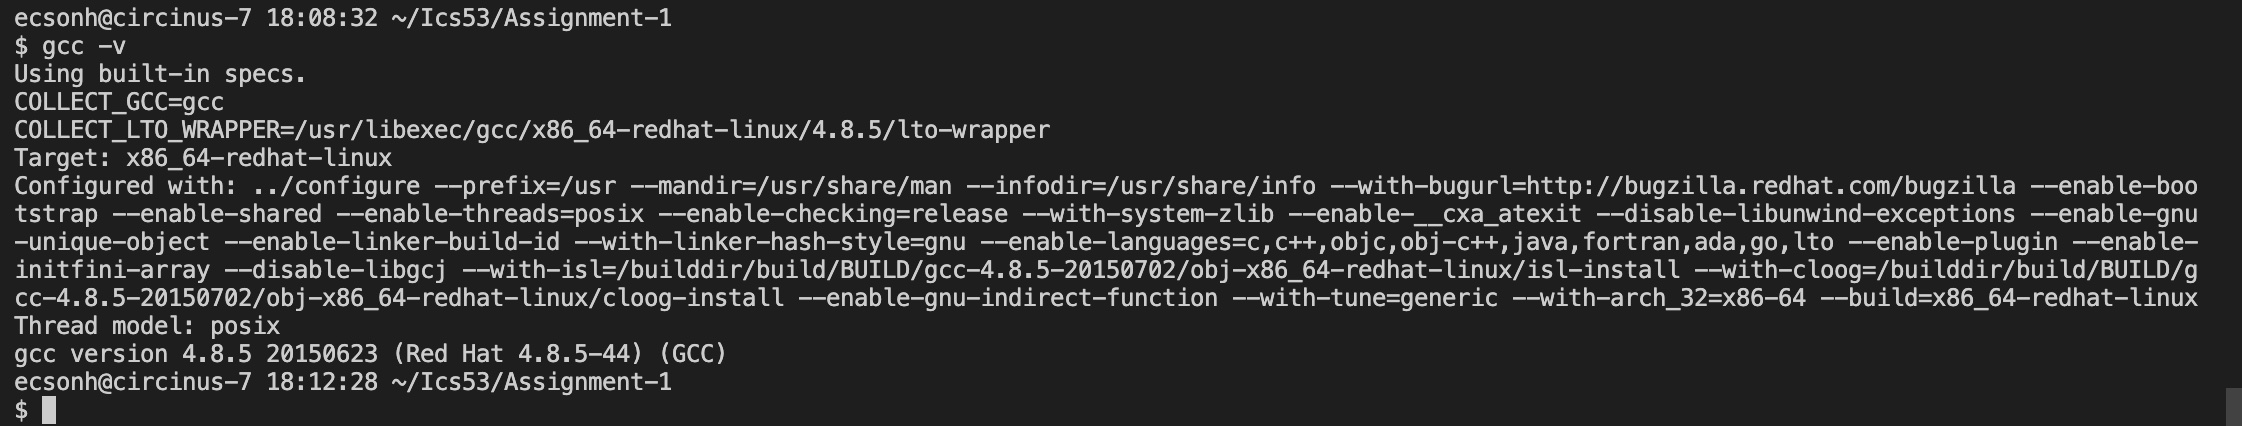 ecsonh@circinus-7 18:08:32 ~/Ics53/Assignment-1
$ gcc -v
Using built-in specs.
COLLECT_GCC=gcc
COLLECT_LTO_WRAPPER=/usr/libexec/gcc/x86_64-redhat-linux/4.8.5/lto-wrapper
Target: x86_64-redhat-linux
Configured with: ../configure --prefix=/usr --mandir=/usr/share/man --infodir=/usr/share/info --with-bugurl=http://bugzilla.redhat.com/bugzilla --enable-boo
tstrap --enable-shared --enable-threads=posix --enable-checking=release --with-system-zlib --enable-__cxa_atexit --disable-libunwind-exceptions --enable-gnu
-unique-object --enable-linker-build-id --with-linker-hash-style=gnu --enable-languages=c,c++,objc,obj-c++,java,fortran,ada,go,lto --enable-plugin --enable-
initfini-array --disable-libgcj --with-isl=/builddir/build/BUILD/gcc-4.8.5-20150702/obj-x86_64-redhat-linux/isl-install --with-cloog=/builddir/build/BUILD/g
cc-4.8.5-20150702/obj-x86_64-redhat-linux/cloog-install --enable-gnu-indirect-function --with-tune=generic --with-arch_32=x86-64 --build=x86_64-redhat-linux
Thread model: posix
gcc version 4.8.5 20150623 (Red Hat 4.8.5-44) (GCC)
ecsonh@circinus-7 18:12:28 ~/Ics53/Assignment-1
$